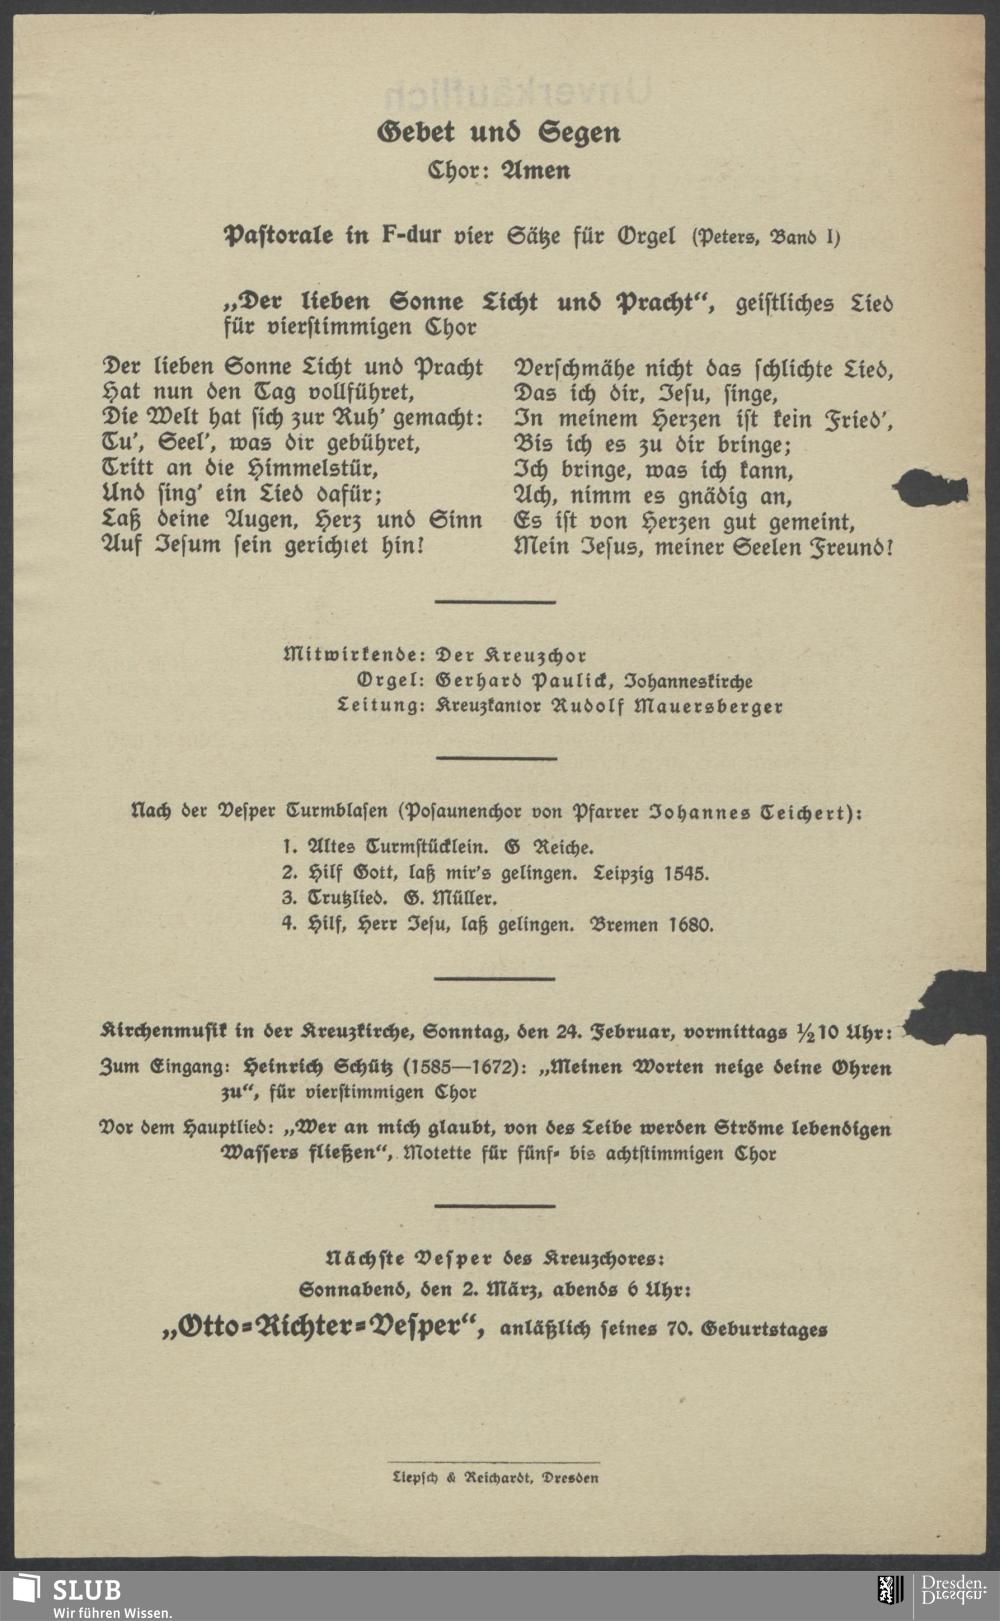 Unverkäuflich
Gebet und Segen
Chor: Amen
Pastorale in F-dur vier Sätze für Orgel (Peters, Band I)
„Der lieben Sonne Licht und Pracht“, geistliches Lied
für vierstimmigen Chor
Der lieben Sonne Licht und Pracht
Hat nun den Tag vollführet,
Die Welt hat sich zur Ruh’ gemacht:
Tu’, Seel’, was dir gebühret,
Tritt an die Himmelstür,
Und sing’ ein Lied dafür;
Laß deine Augen, Herz und Sinn
Auf Jesum sein gerichtet hin!
Verschmähe nicht das schlichte Lied,
Das ich dir, Jesu, singe,
In meinem Herzen ist kein Fried’,
Bis ich es zu dir bringe;
Ich bringe, was ich kann,
Ach, nimm es gnädig an,
Es ist von Herzen gut gemeint,
Mein Jesus, meiner Seelen Freund!
Mitwirkende: Der Kreuzchor
Orgel: Gerhard Paulick, Johanneskirche
Leitung: Kreuzkantor Rudolf Mauersberger
Nach der Vesper Turmblasen (Posaunenchor von Pfarrer Johannes Teichert):
1. Altes Turmstücklein. G Reiche.
2. Hilf Gott, laß mir’s gelingen. Leipzig 1545.
3. Trutzlied. G. Müller.
4. Hilf, Herr Jesu, laß gelingen. Bremen 1680.
Kirchenmusik in der Kreuzkirche, Sonntag, den 24. Februar, vormittags ½10 Uhr:
Zum Eingang: Heinrich Schütz (1585—1672): „Meinen Worten neige deine Ohren
zu“, für vierstimmigen Chor
Vor dem Hauptlied: „Wer an mich glaubt, von des Leibe werden Ströme lebendigen
Wassers fließen“, Motette für fünf- bis achtstimmigen Chor
Nächste Vesper des Kreuzchores:
Sonnabend, den 2. März, abends 6 Uhr:
„Otto-Richter-Vesper“, anläßlich seines 70. Geburtstages
Liepsch & Reichardt, Dresden
SLUB
Wir führen Wissen.
Dresden.
Dresden.